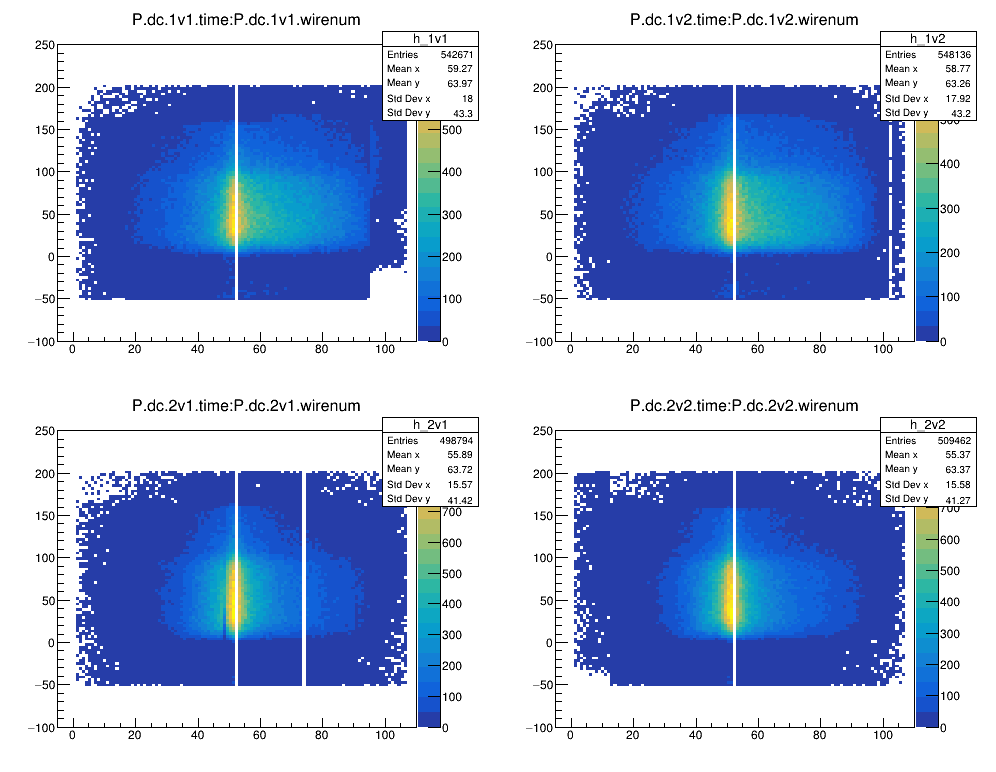 P.dc.1v1.time:P.dc.1v1.wirenum
h_1v1
Entries 542671
Mean x 59.27
Mean y 63.97
Std Dev x 18
Std Dev y 43.3
250
200
150
100
50
0
−50
−100
0 20 40 60 80 100
500
400
300
200
100
0
P.dc.1v2.time:P.dc.1v2.wirenum
h_1v2
Entries 548136
Mean x 58.77
Mean y 63.26
Std Dev x 17.92
Std Dev y 43.2
250
200
150
100
50
0
−50
−100
0 20 40 60 80 100
500
400
300
200
100
0
P.dc.2v1.time:P.dc.2v1.wirenum
h_2v1
Entries 498794
Mean x 55.89
Mean y 63.72
Std Dev x 15.57
Std Dev y 41.42
250
200
150
100
50
0
−50
−100
0 20 40 60 80 100
700
600
500
400
300
200
100
0
P.dc.2v2.time:P.dc.2v2.wirenum
h_2v2
Entries 509462
Mean x 55.37
Mean y 63.37
Std Dev x 15.58
Std Dev y 41.27
250
200
150
100
50
0
−50
−100
0 20 40 60 80 100
700
600
500
400
300
200
100
0